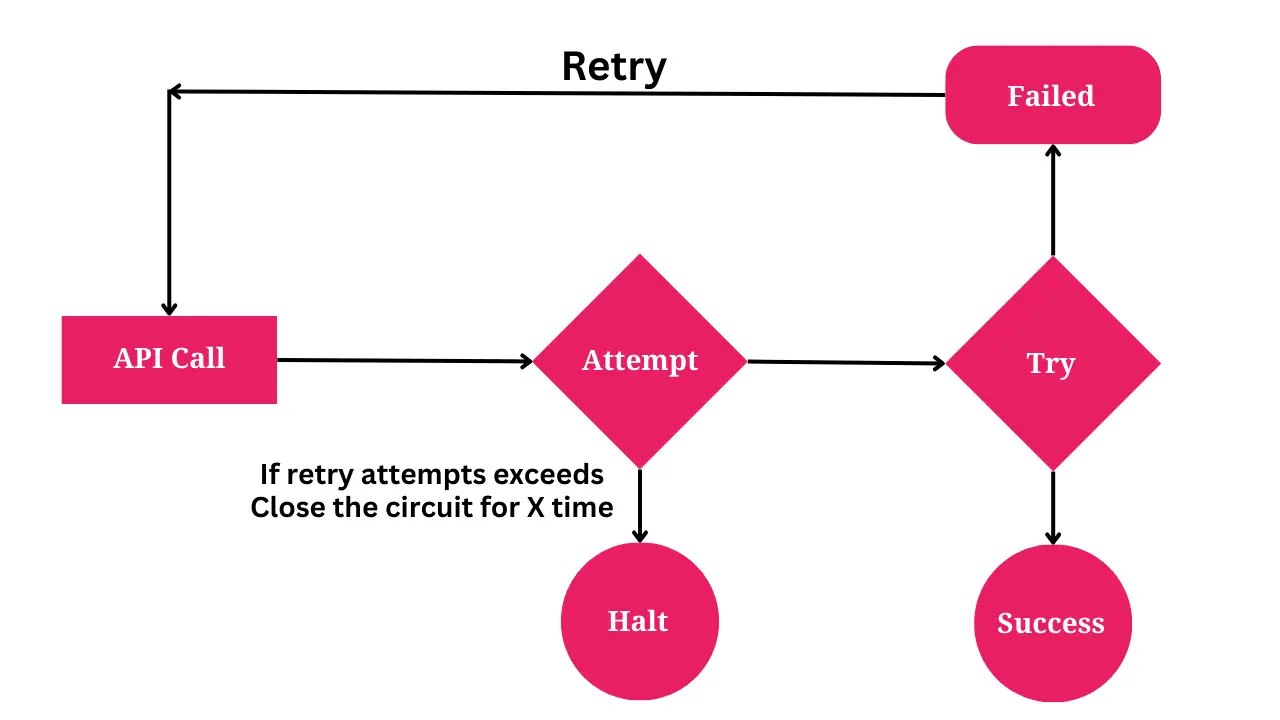 Retry
Failed
API Call
Attempt
Try
If retry attempts exceeds
Close the circuit for X time
Halt
Success